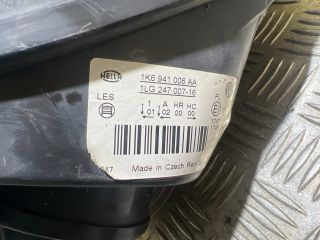 HELLA
1K6 941 006 AA
1LG 247 007-16
LES
1 A HR HC
01 02 00 00
Made in Czech Rep